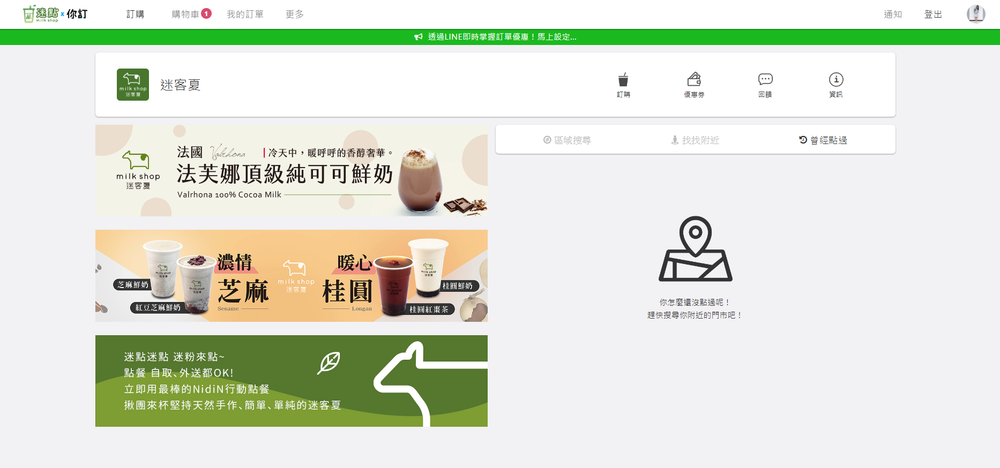 迷點 x 你訂
milk shop
訂購
購物車 1
我的訂單
更多
通知
登出
透過LINE即時掌握訂單優惠！馬上設定...
milk shop
迷客夏
迷客夏
訂購
優惠券
回饋
資訊
milk shop
迷客夏
法國 Valrhona
冷天中，暖呼呼的香醇奢華。
法芙娜頂級純可可鮮奶
Valrhona 100% Cocoa Milk
濃情
芝麻
Sesame
芝麻鮮奶
紅豆芝麻鮮奶
milk shop
迷客夏
暖心
桂圓
Longan
桂圓鮮奶
桂圓紅棗茶
迷點迷點 迷粉來點~
點餐 自取、外送都OK!
立即用最棒的NidiN行動點餐
揪團來杯堅持天然手作、簡單、單純的迷客夏
區域搜尋
找找附近
曾經點過
你怎麼還沒點過呢！
趕快搜尋你附近的門市吧！